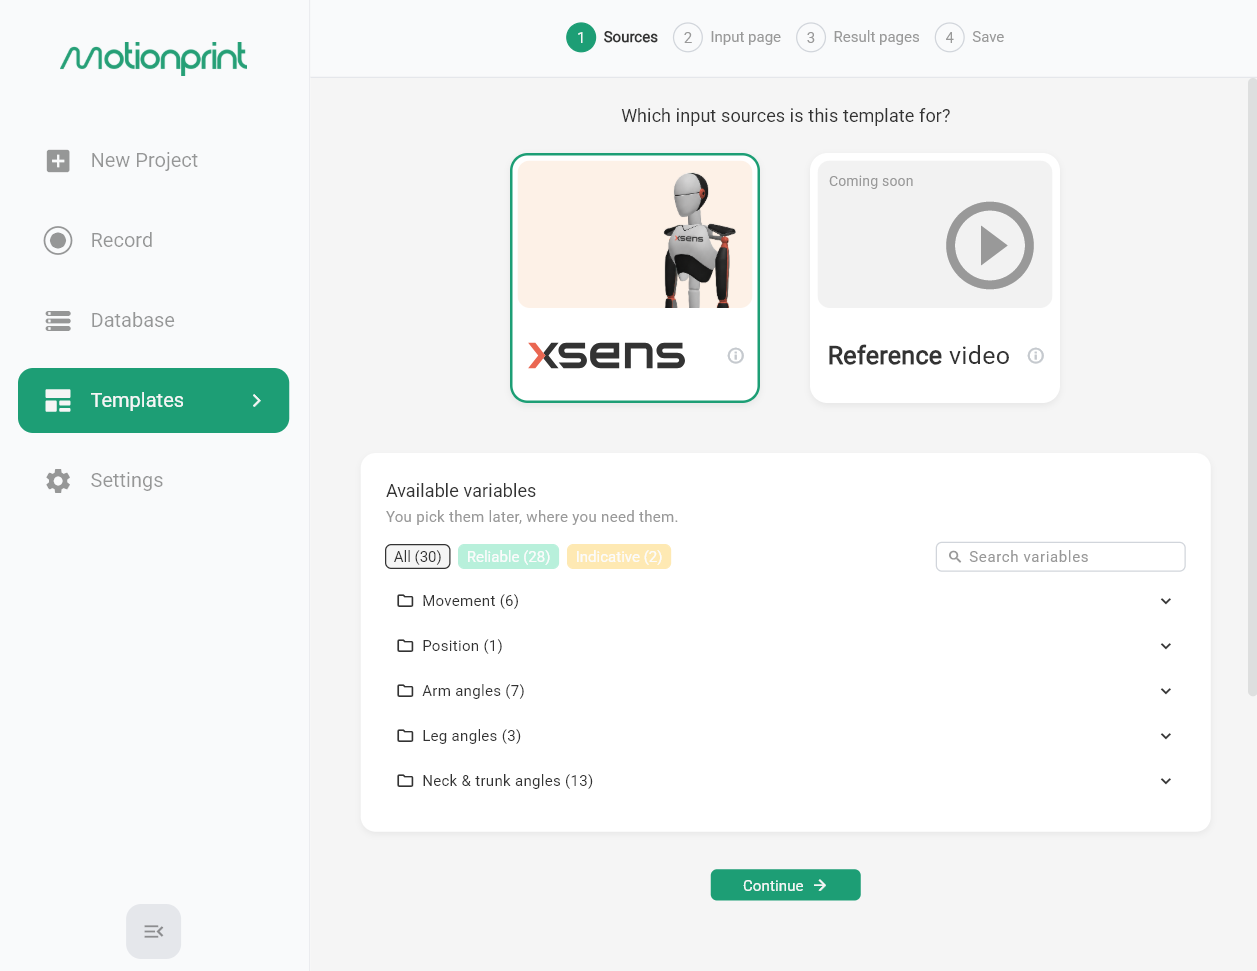 Motionprint
New Project
Record
Database
Templates
Settings
1 Sources 2 Input page 3 Result pages 4 Save
Which input sources is this template for?
xsens
xsens
Coming soon
Reference video
Available variables
You pick them later, where you need them.
All (30) Reliable (28) Indicative (2) Search variables
Movement (6)
Position (1)
Arm angles (7)
Leg angles (3)
Neck & trunk angles (13)
Continue